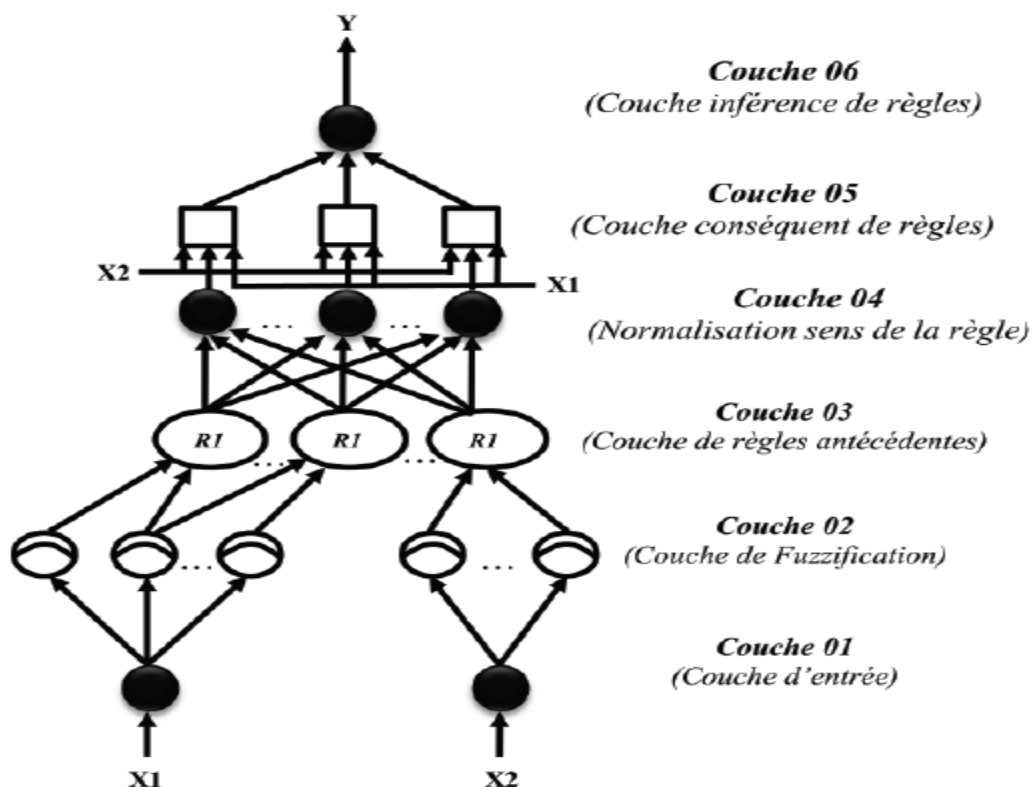 Y
Couche 06
(Couche inférence de règles)
Couche 05
(Couche conséquent de règles)
X2
X1
Couche 04
(Normalisation sens de la règle)
... ...
Couche 03
(Couche de règles antécédentes)
R1 R1 R1
... ...
Couche 02
(Couche de Fuzzification)
... ...
Couche 01
(Couche d'entrée)
X1 X2